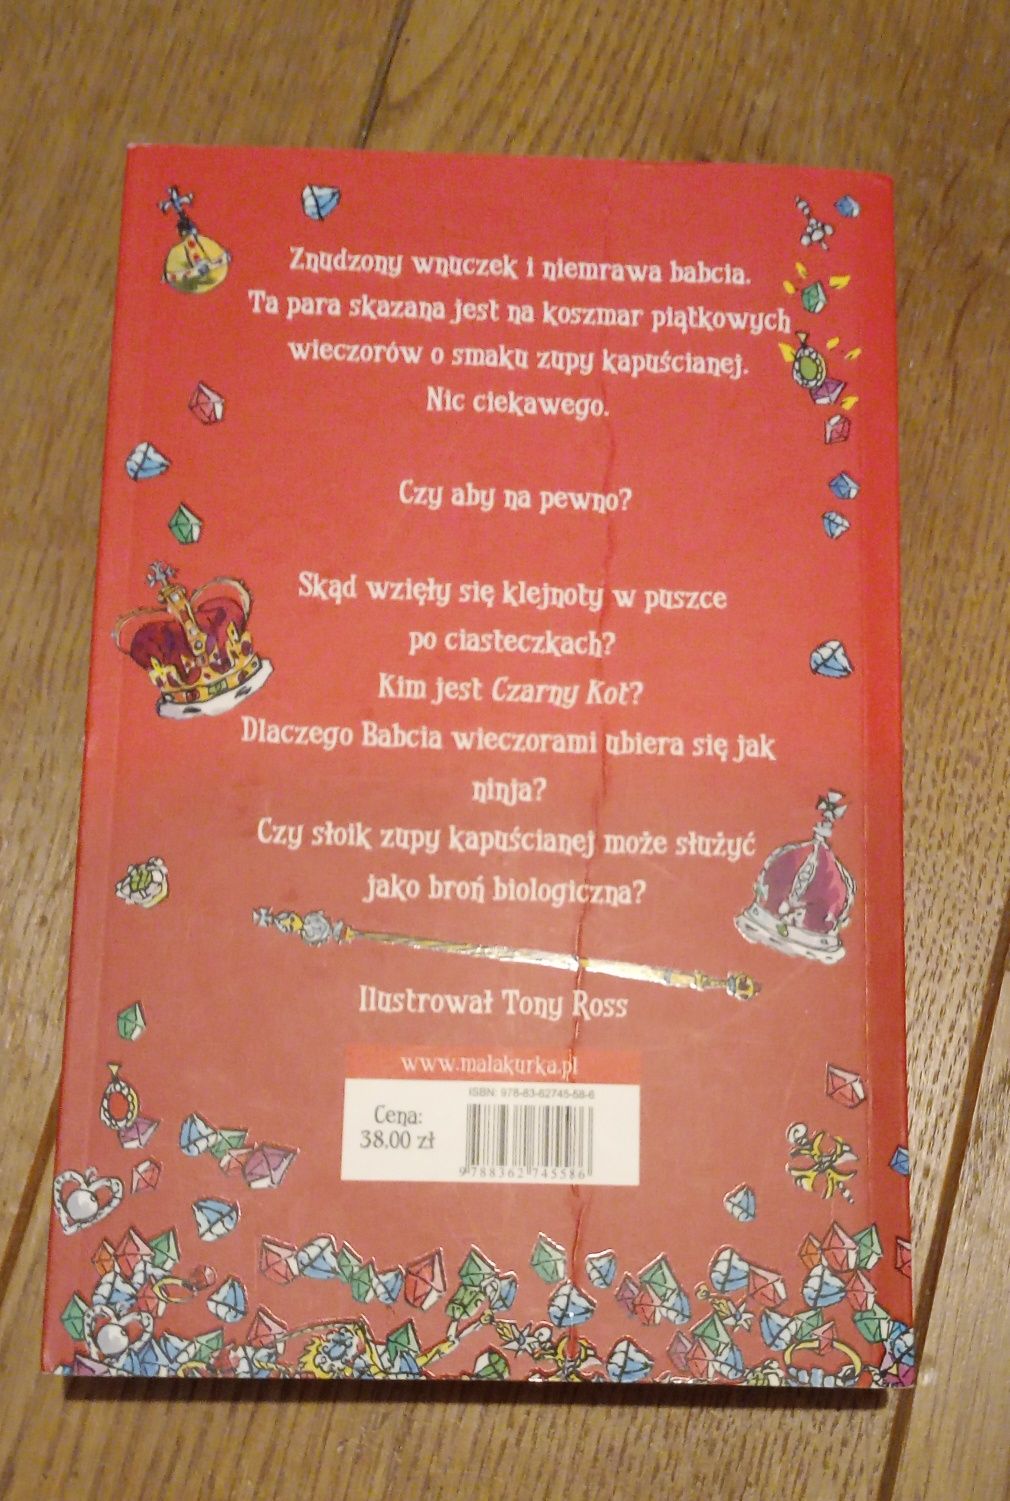 Znudzony wnuczek i niemrawa babcia.
Ta para skazana jest na koszmar piątkowych
wieczorów o smaku zupy kapuścianej.
Nic ciekawego.
Czy aby na pewno?
Skąd wzięły się klejnoty w puszce
po ciasteczkach?
Kim jest Czarny Kot?
Dlaczego Babcia wieczorami ubiera się jak
ninja?
Czy słoik zupy kapuścianej może służyć
jako broń biologiczna?
Ilustrował Tony Ross
www.malakurka.pl
ISBN: 978-83-62745-58-6
Cena:
38,00 zł
9 788362 745586